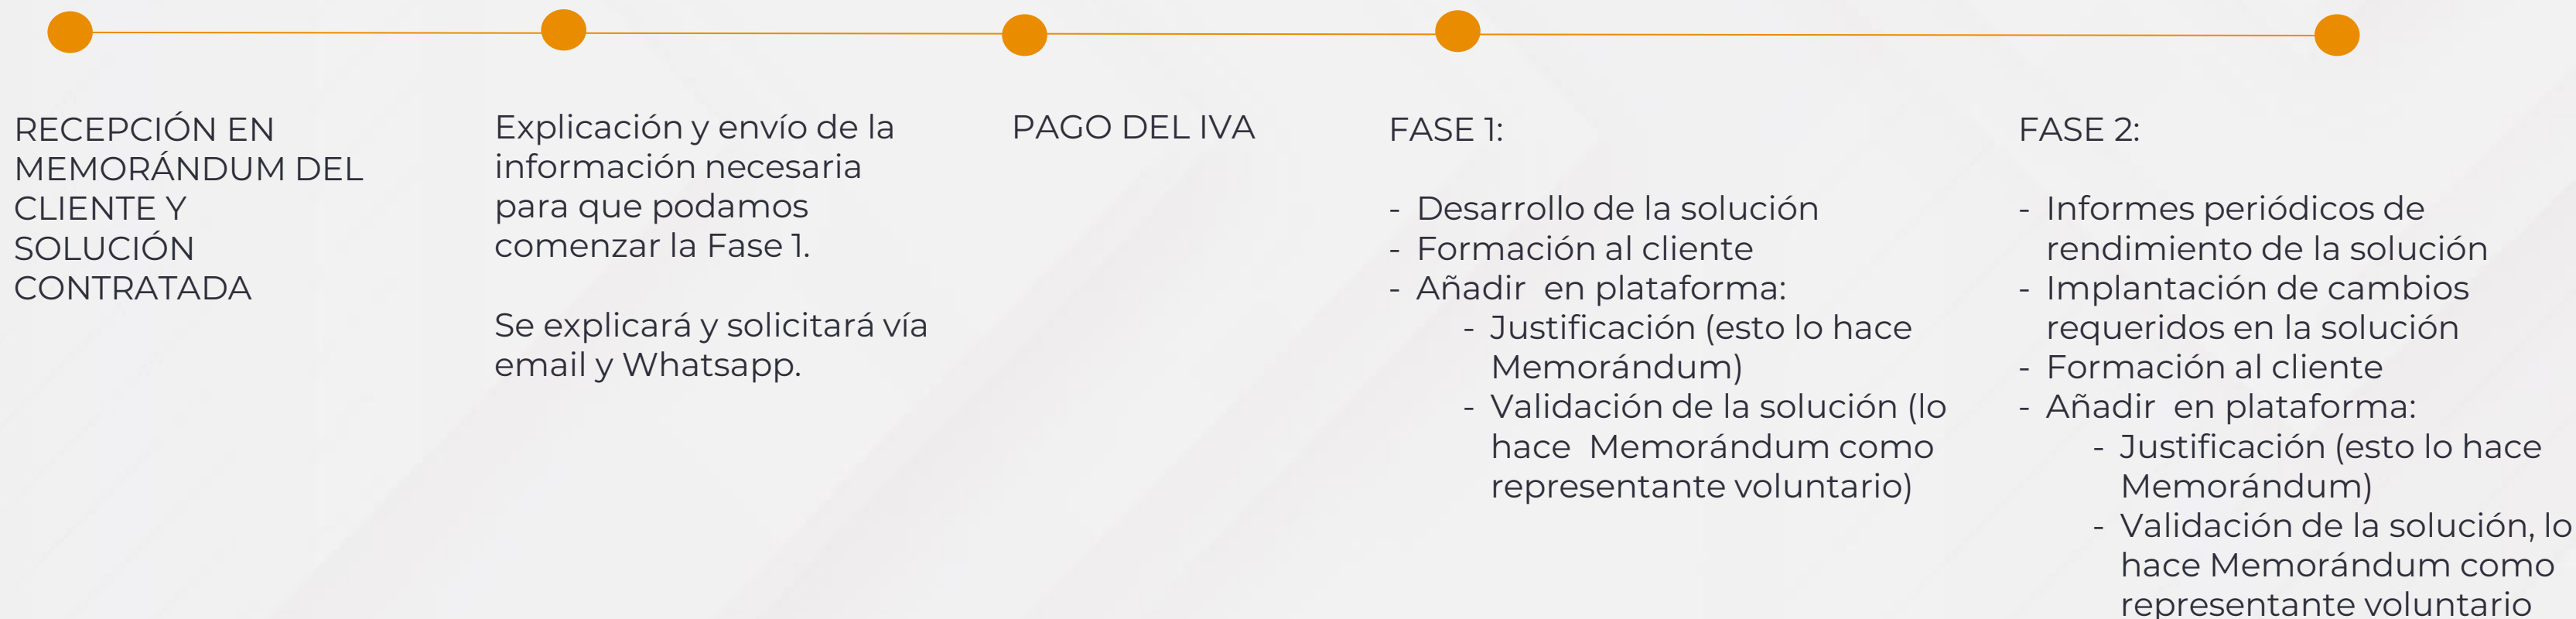 RECEPCIÓN EN
MEMORÁNDUM DEL
CLIENTE Y
SOLUCIÓN
CONTRATADA
Explicación y envío de la
información necesaria
para que podamos
comenzar la Fase 1.
Se explicará y solicitará vía
email y Whatsapp.
PAGO DEL IVA
FASE 1:
- Desarrollo de la solución
- Formación al cliente
- Añadir  en plataforma:
- Justificación (esto lo hace
Memorándum)
- Validación de la solución (lo
hace  Memorándum como
representante voluntario)
FASE 2:
- Informes periódicos de
rendimiento de la solución
- Implantación de cambios
requeridos en la solución
- Formación al cliente
- Añadir  en plataforma:
- Justificación (esto lo hace
Memorándum)
- Validación de la solución, lo
hace Memorándum como
representante voluntario